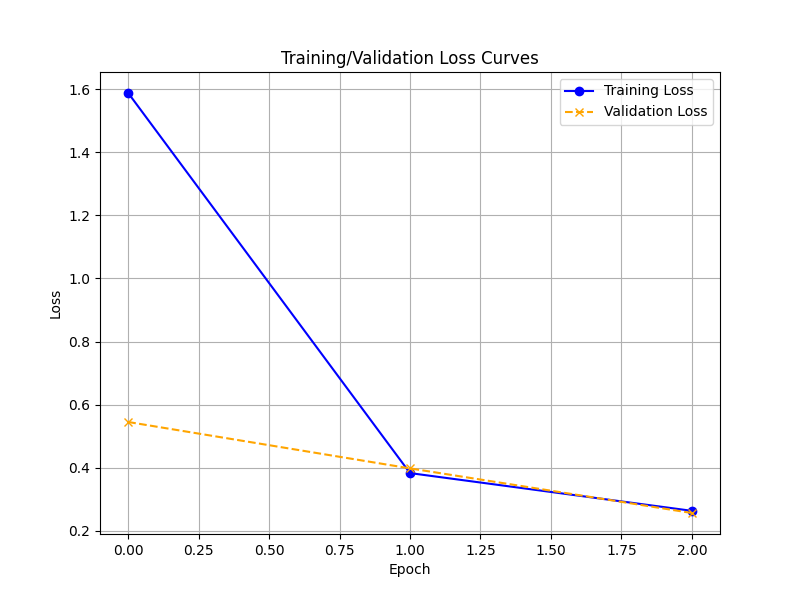 Training/Validation Loss Curves
Training Loss
Validation Loss
Loss
1.6
1.4
1.2
1.0
0.8
0.6
0.4
0.2
0.00 0.25 0.50 0.75 1.00 1.25 1.50 1.75 2.00
Epoch